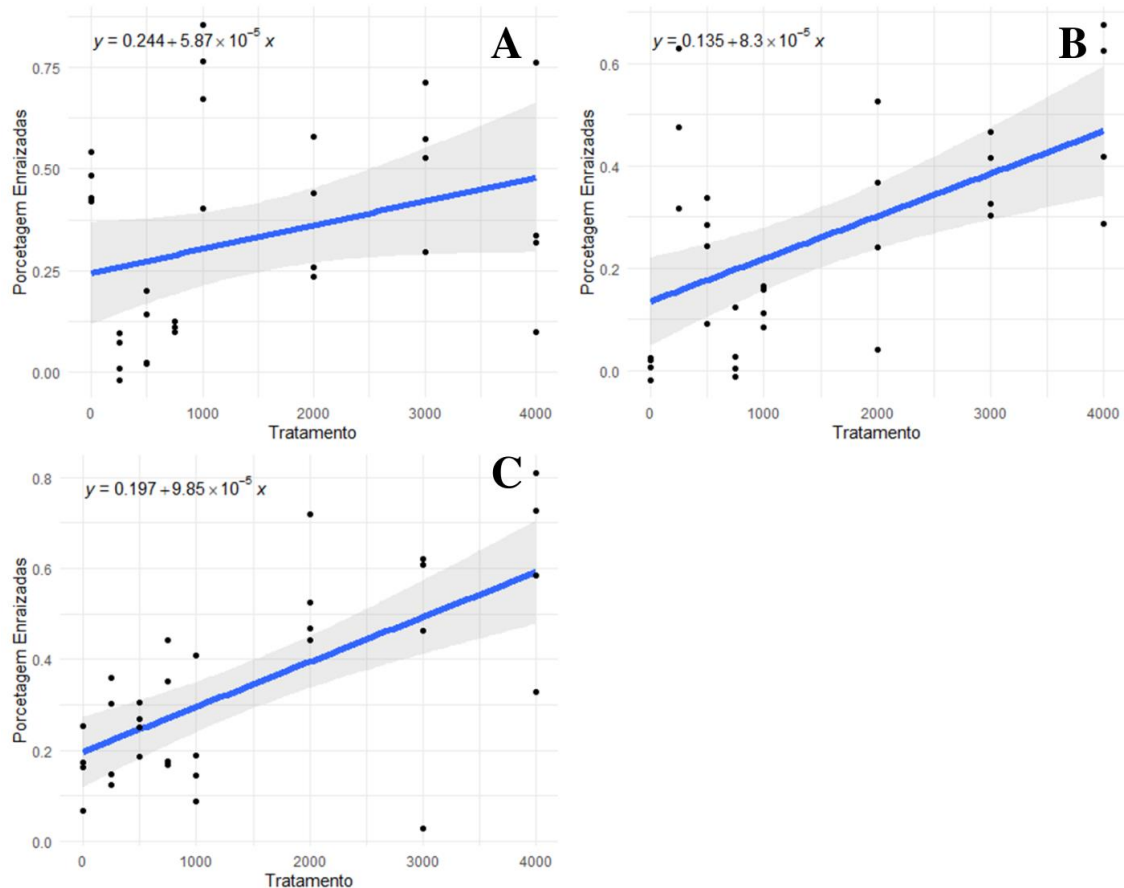 y = 0.244 + 5.87 × 10⁻⁵ x
A
0.75
0.50
0.25
0.00
Porcetagem Enraizadas
0 1000 2000 3000 4000
Tratamento
y = 0.135 + 8.3 × 10⁻⁵ x
B
0.6
0.4
0.2
0.0
Porcetagem Enraizadas
0 1000 2000 3000 4000
Tratamento
y = 0.197 + 9.85 × 10⁻⁵ x
C
0.8
0.6
0.4
0.2
0.0
Porcetagem Enraizadas
0 1000 2000 3000 4000
Tratamento